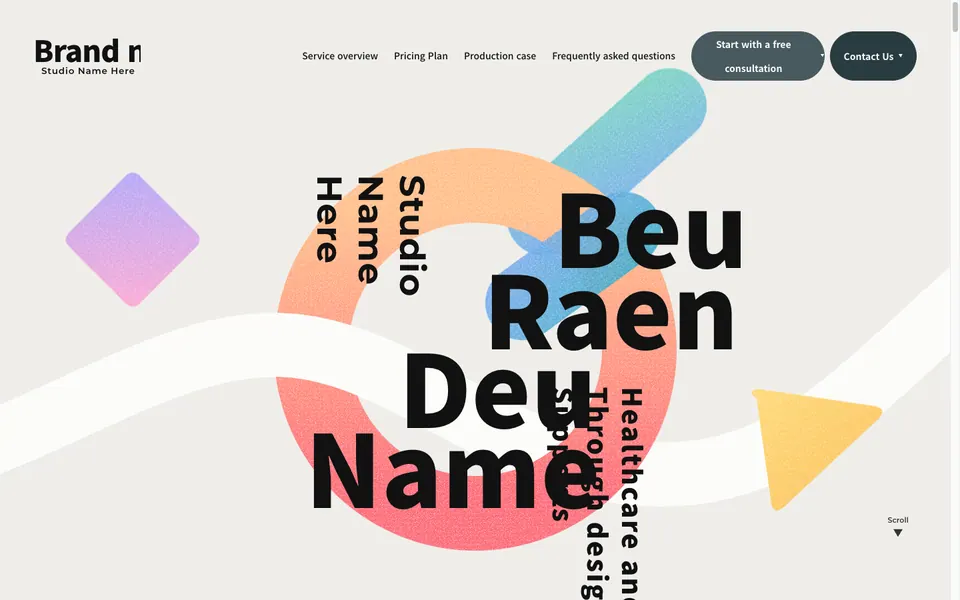 Brand n
Studio Name Here
Service overview
Pricing Plan
Production case
Frequently asked questions
Start with a free
consultation
Contact Us
Studio
Name
Here
Beu
Raen
Deu
Name
Healthcare and
Through desig
Supports
Scroll